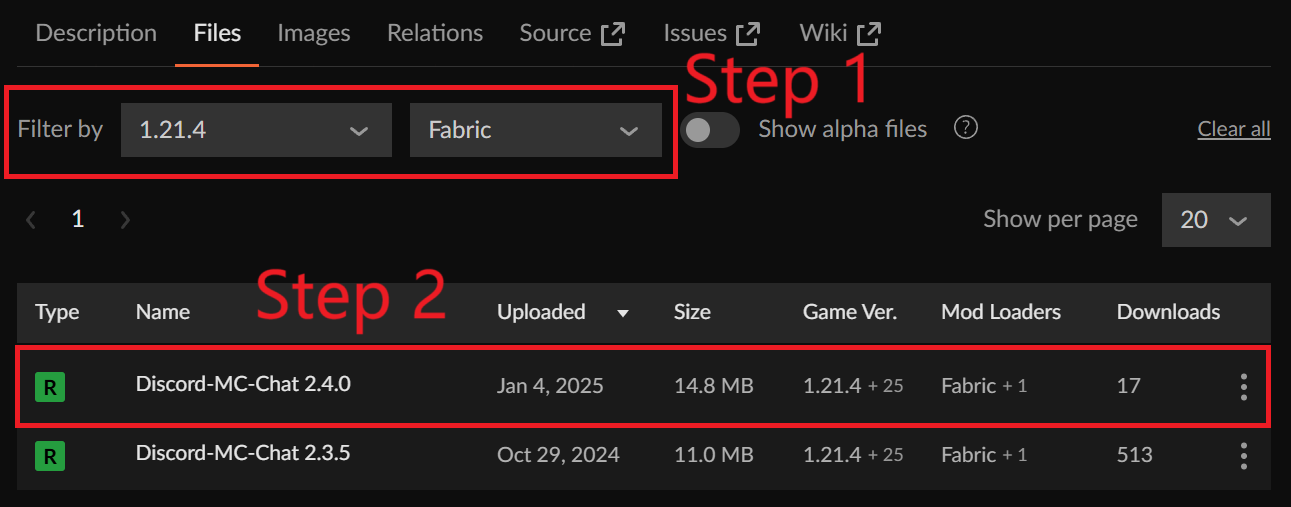 Description Files Images Relations Source Issues Wiki
Step 1
Filter by 1.21.4 Fabric Show alpha files ? Clear all
1 Show per page 20
Step 2
Type Name Uploaded Size Game Ver. Mod Loaders Downloads
R Discord-MC-Chat 2.4.0 Jan 4, 2025 14.8 MB 1.21.4 + 25 Fabric + 1 17
R Discord-MC-Chat 2.3.5 Oct 29, 2024 11.0 MB 1.21.4 + 25 Fabric + 1 513